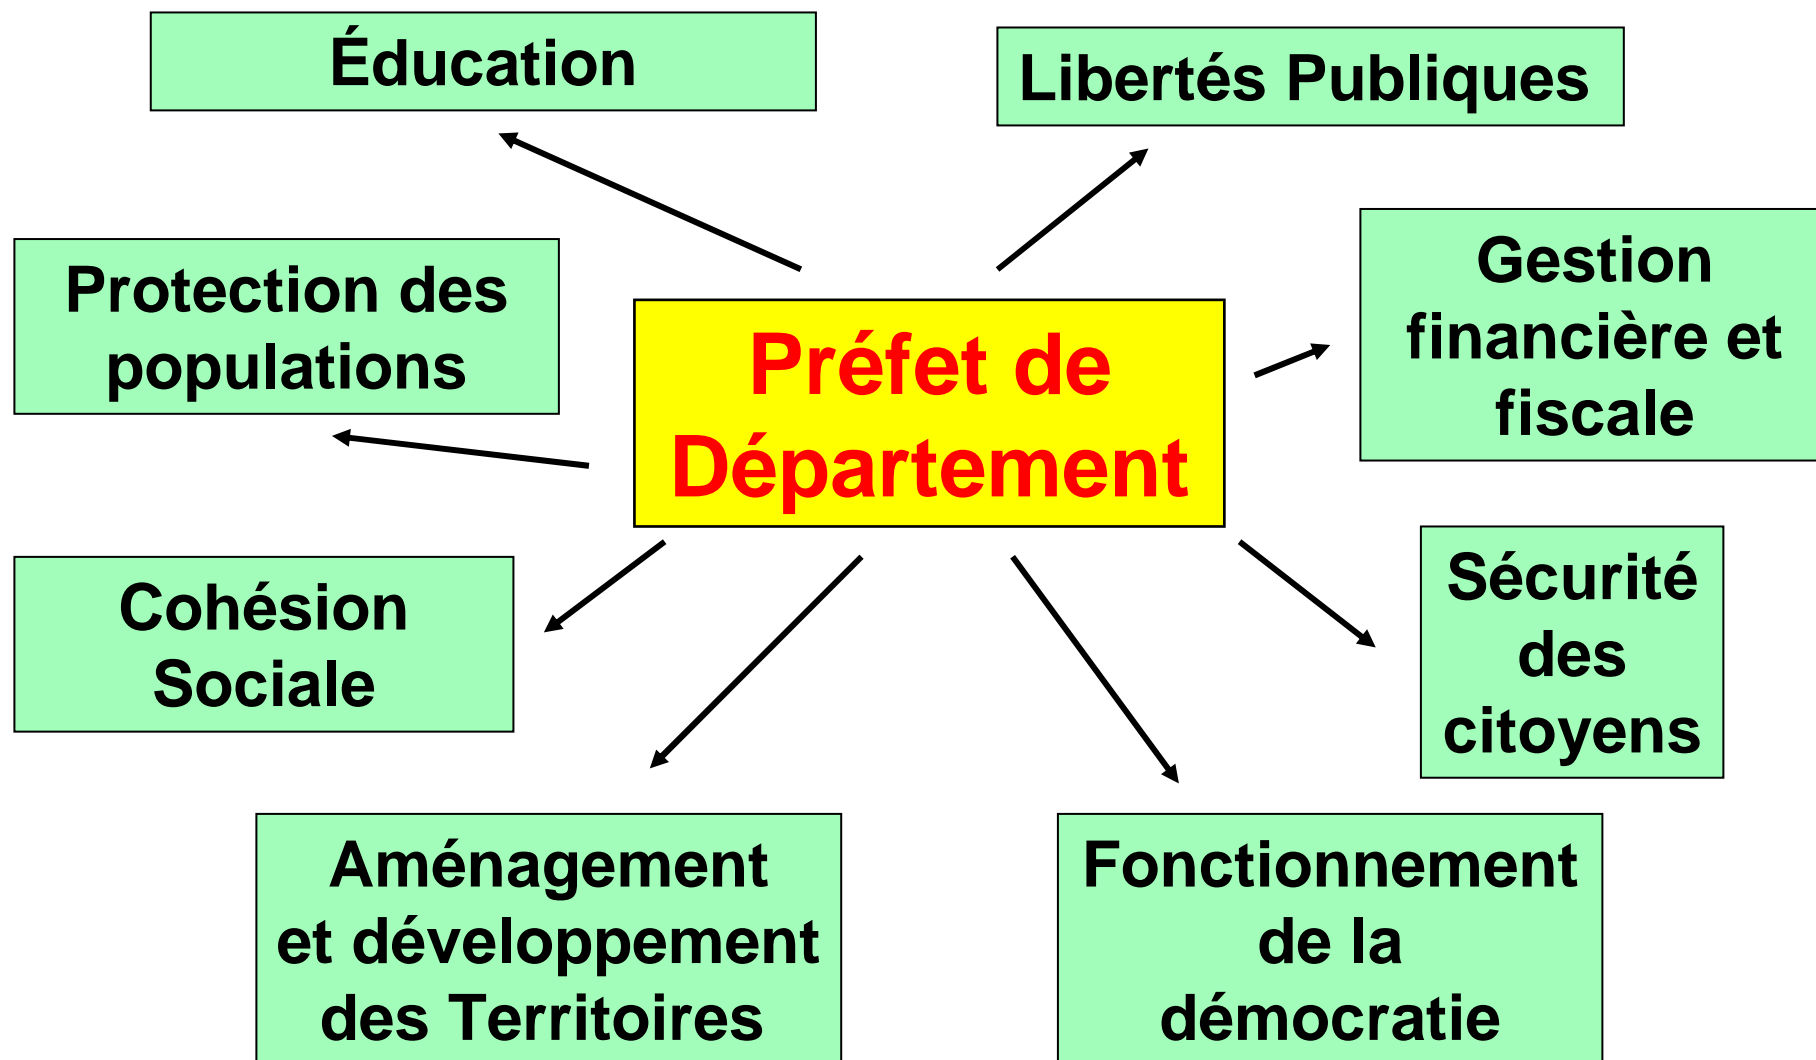 Éducation
Libertés Publiques
Protection des
populations
Gestion
financière et
fiscale
Préfet de
Département
Cohésion
Sociale
Sécurité
des
citoyens
Aménagement
et développement
des Territoires
Fonctionnement
de la
démocratie